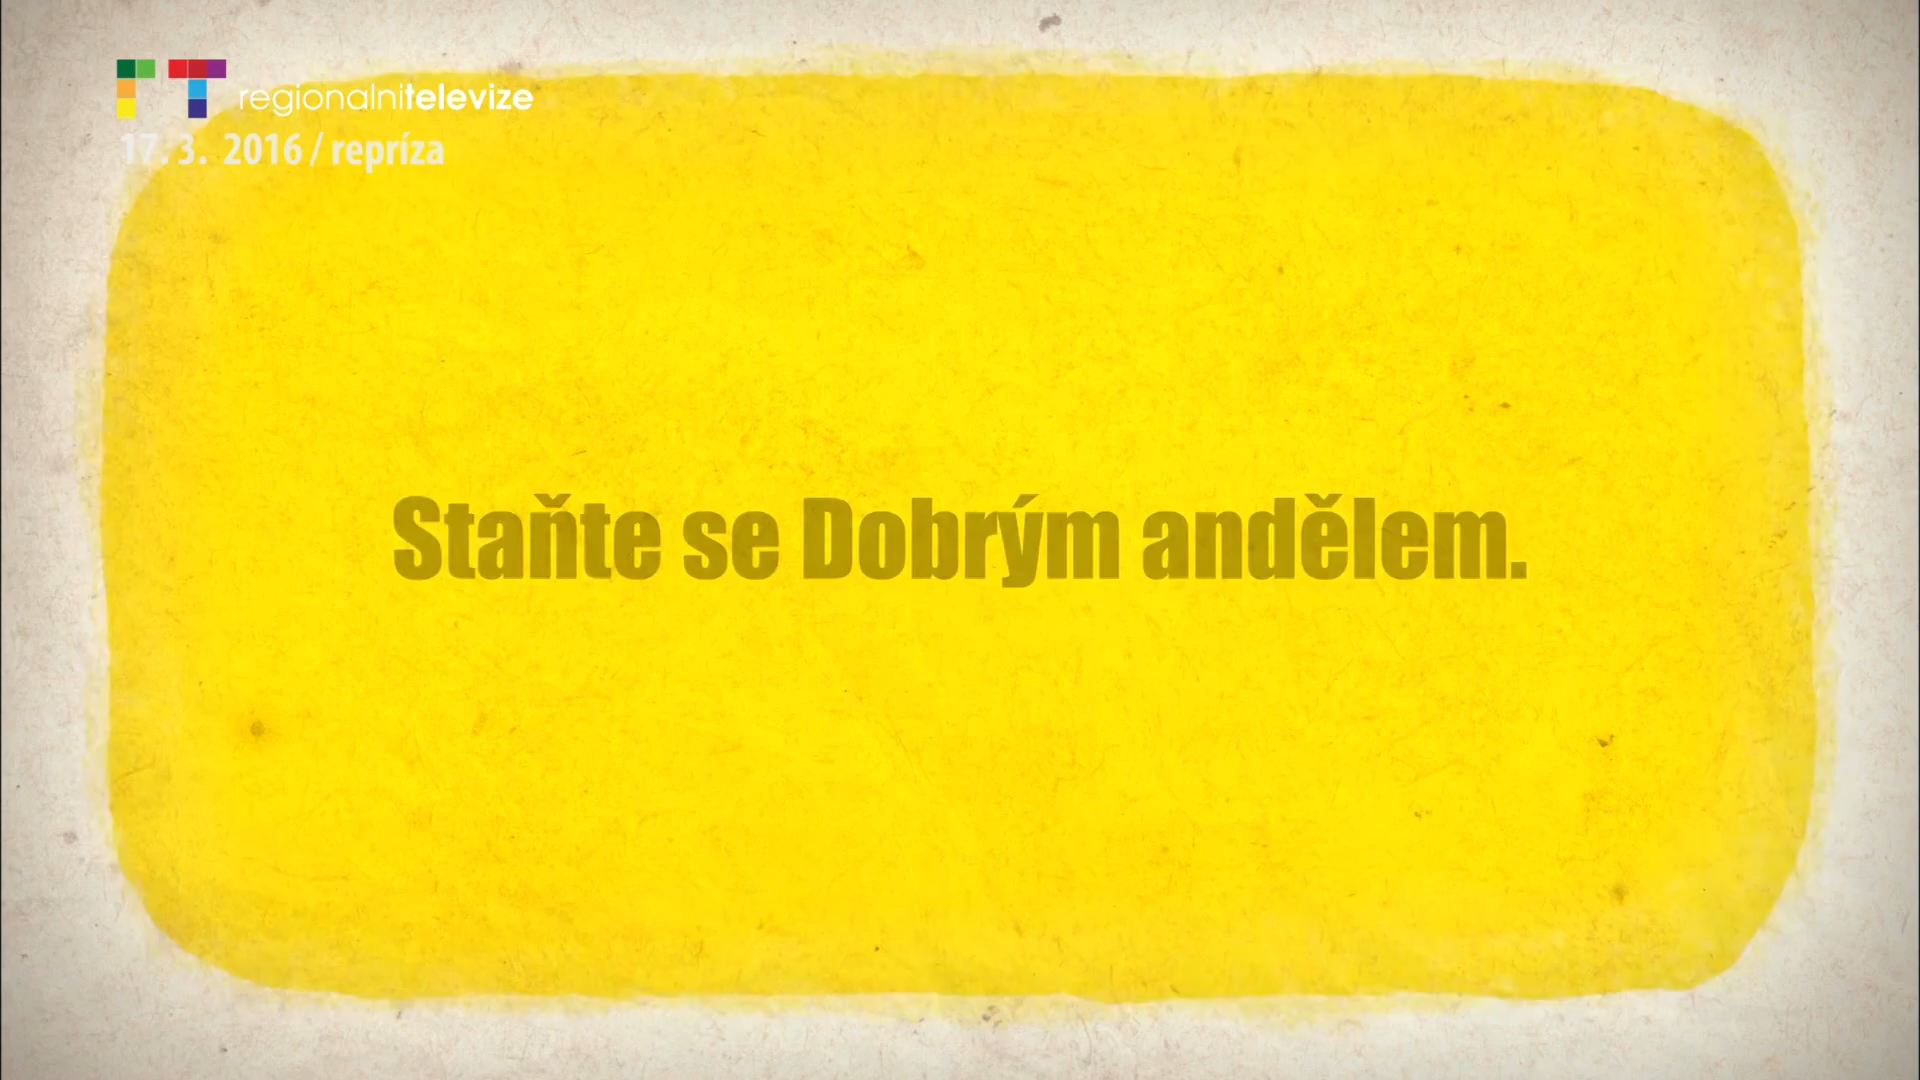 regionalnitelevize
17. 3. 2016 / repríza
Staňte se Dobrým andělem.